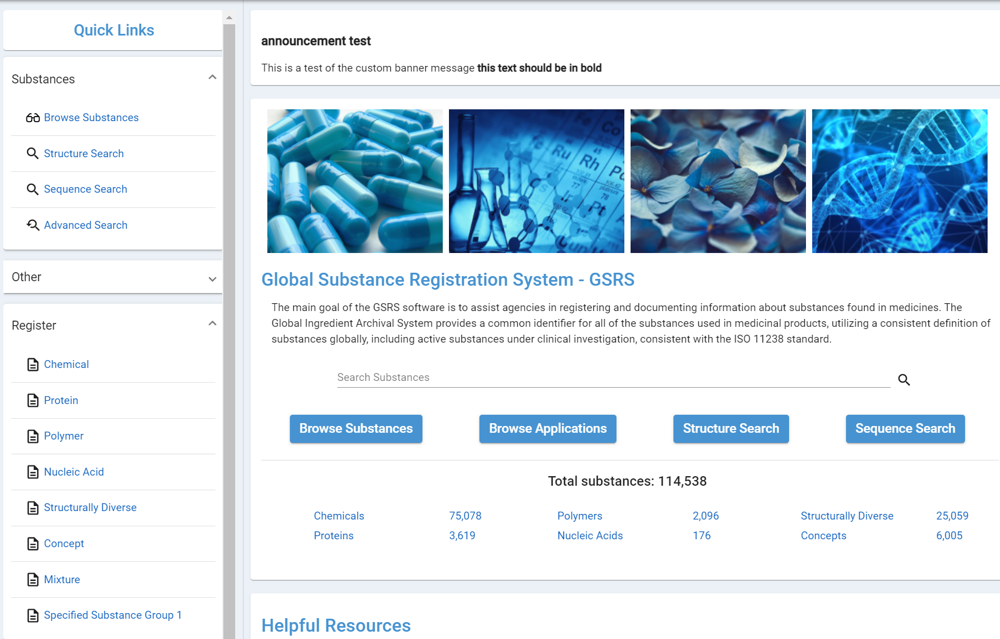 Quick Links
Substances
Browse Substances
Structure Search
Sequence Search
Advanced Search
Other
Register
Chemical
Protein
Polymer
Nucleic Acid
Structurally Diverse
Concept
Mixture
Specified Substance Group 1
announcement test
This is a test of the custom banner message this text should be in bold
Fe
Co
45
Ru
Rh
77
78
Ir
Pt
Global Substance Registration System - GSRS
The main goal of the GSRS software is to assist agencies in registering and documenting information about substances found in medicines. The
Global Ingredient Archival System provides a common identifier for all of the substances used in medicinal products, utilizing a consistent definition of
substances globally, including active substances under clinical investigation, consistent with the ISO 11238 standard.
Search Substances
Browse Substances
Browse Applications
Structure Search
Sequence Search
Total substances: 114,538
Chemicals 75,078 Polymers 2,096 Structurally Diverse 25,059
Proteins 3,619 Nucleic Acids 176 Concepts 6,005
Helpful Resources